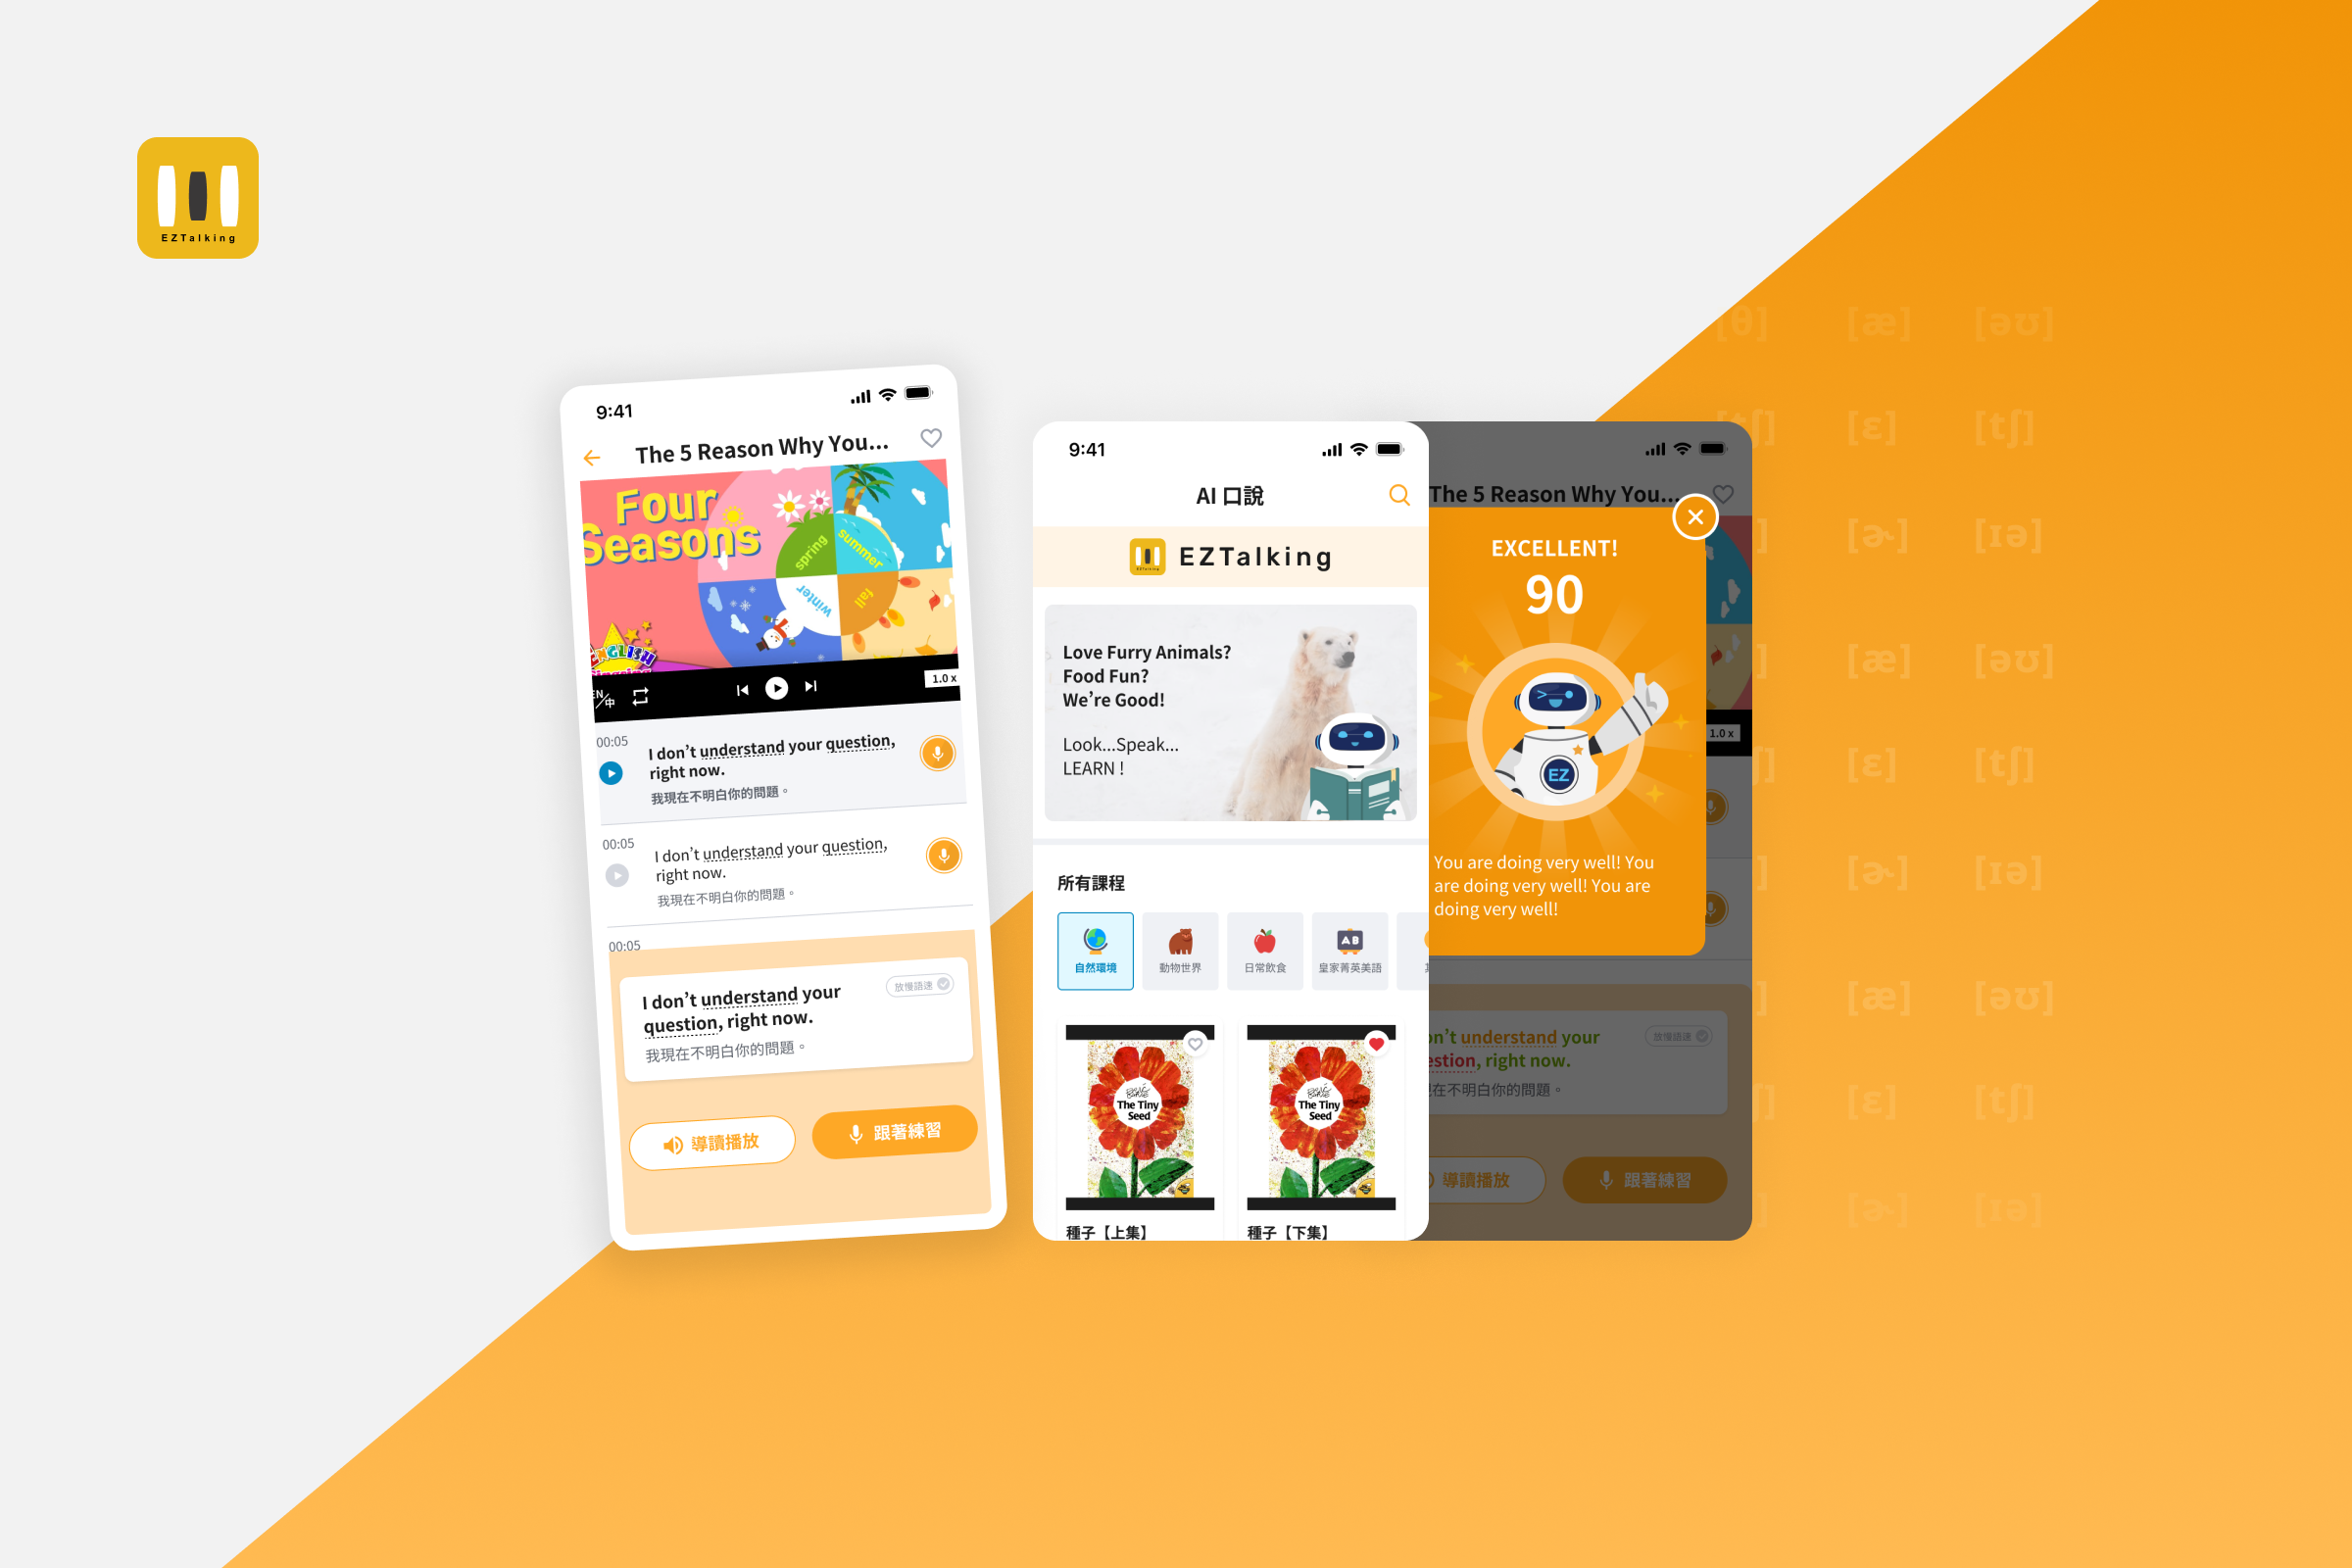 EZTalking
9:41
The 5 Reason Why You...
Four
Seasons
spring
summer
winter
fall
ENGLISH
EN/中
1.0 x
00:05
I don’t understand your question,
right now.
我現在不明白你的問題。
00:05
I don’t understand your question,
right now.
我現在不明白你的問題。
00:05
I don’t understand your
question, right now.
放慢語速
我現在不明白你的問題。
導讀播放
跟著練習
9:41
AI 口說
EZTalking
Love Furry Animals?
Food Fun?
We’re Good!
Look...Speak...
LEARN !
所有課程
自然環境
動物世界
AB
日常飲食
皇家菁英美語
Eric Carle
The Tiny
Seed
Eric Carle
The Tiny
Seed
種子【上集】
種子【下集】
The 5 Reason Why You...
EXCELLENT!
90
EZ
You are doing very well! You
are doing very well! You are
doing very well!
1.0 x
n’t understand your
estion, right now.
放慢語速
在不明白你的問題。
導讀播放
跟著練習
[θ] [æ] [əʊ]
[tʃ] [ɛ] [tʃ]
[ɚ] [ɪə]
[æ] [əʊ]
[ɛ] [tʃ]
[ɚ] [ɪə]
[æ] [əʊ]
[ɛ] [tʃ]
[ɚ] [ɪə]